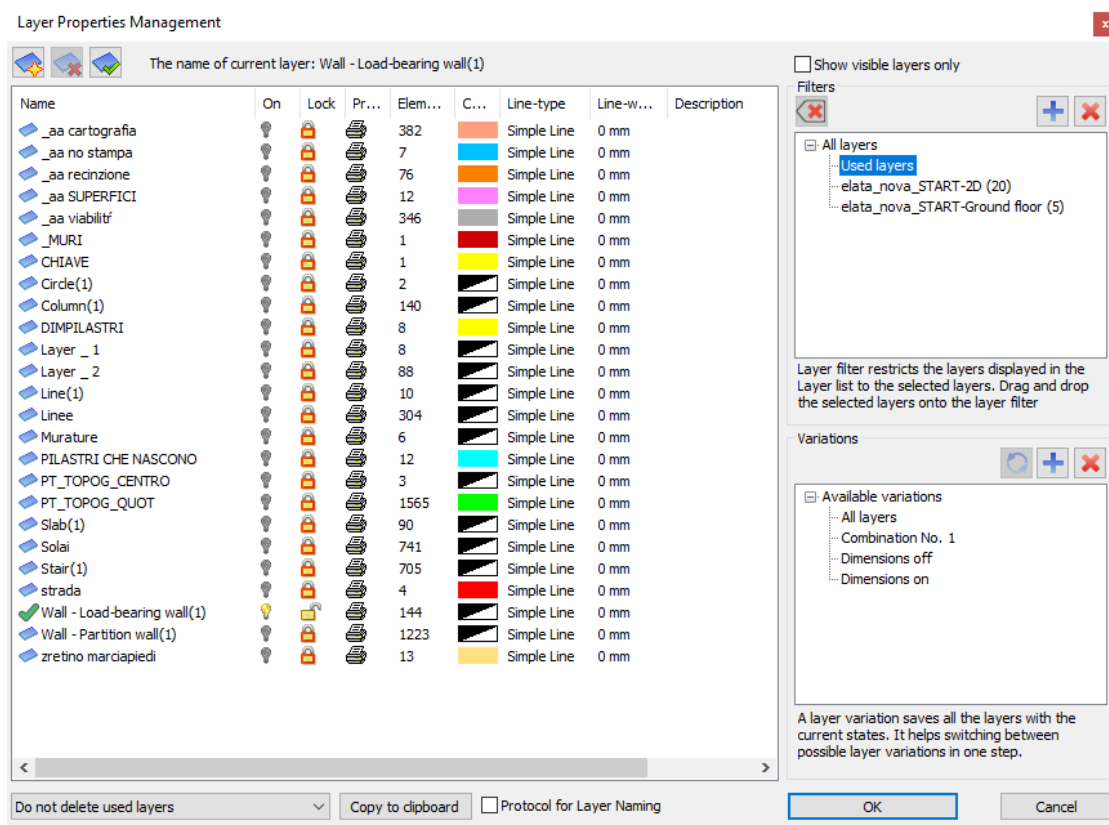 Layer Properties Management
x
The name of current layer: Wall - Load-bearing wall(1)
Show visible layers only
Name On Lock Pr... Elem... C... Line-type Line-w... Description
_aa cartografia 382 Simple Line 0 mm
_aa no stampa 7 Simple Line 0 mm
_aa recinzione 76 Simple Line 0 mm
_aa SUPERFICI 12 Simple Line 0 mm
_aa viabilitŕ 346 Simple Line 0 mm
_MURI 1 Simple Line 0 mm
CHIAVE 1 Simple Line 0 mm
Circle(1) 2 Simple Line 0 mm
Column(1) 140 Simple Line 0 mm
DIMPILASTRI 8 Simple Line 0 mm
Layer _ 1 8 Simple Line 0 mm
Layer _ 2 88 Simple Line 0 mm
Line(1) 10 Simple Line 0 mm
Linee 304 Simple Line 0 mm
Murature 6 Simple Line 0 mm
PILASTRI CHE NASCONO 12 Simple Line 0 mm
PT_TOPOG_CENTRO 3 Simple Line 0 mm
PT_TOPOG_QUOT 1565 Simple Line 0 mm
Slab(1) 90 Simple Line 0 mm
Solai 741 Simple Line 0 mm
Stair(1) 705 Simple Line 0 mm
strada 4 Simple Line 0 mm
Wall - Load-bearing wall(1) 144 Simple Line 0 mm
Wall - Partition wall(1) 1223 Simple Line 0 mm
zretino marciapiedi 13 Simple Line 0 mm
Filters
All layers
Used layers
elata_nova_START-2D (20)
elata_nova_START-Ground floor (5)
Layer filter restricts the layers displayed in the
Layer list to the selected layers. Drag and drop
the selected layers onto the layer filter
Variations
Available variations
All layers
Combination No. 1
Dimensions off
Dimensions on
A layer variation saves all the layers with the
current states. It helps switching between
possible layer variations in one step.
Do not delete used layers
Copy to clipboard
Protocol for Layer Naming
OK
Cancel